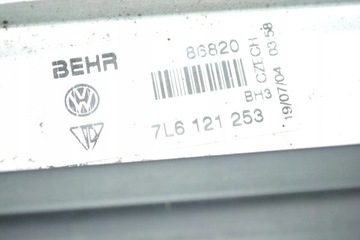 BEHR
86820
BH3 CZECH
19/07/04 03 58
7L6 121 253